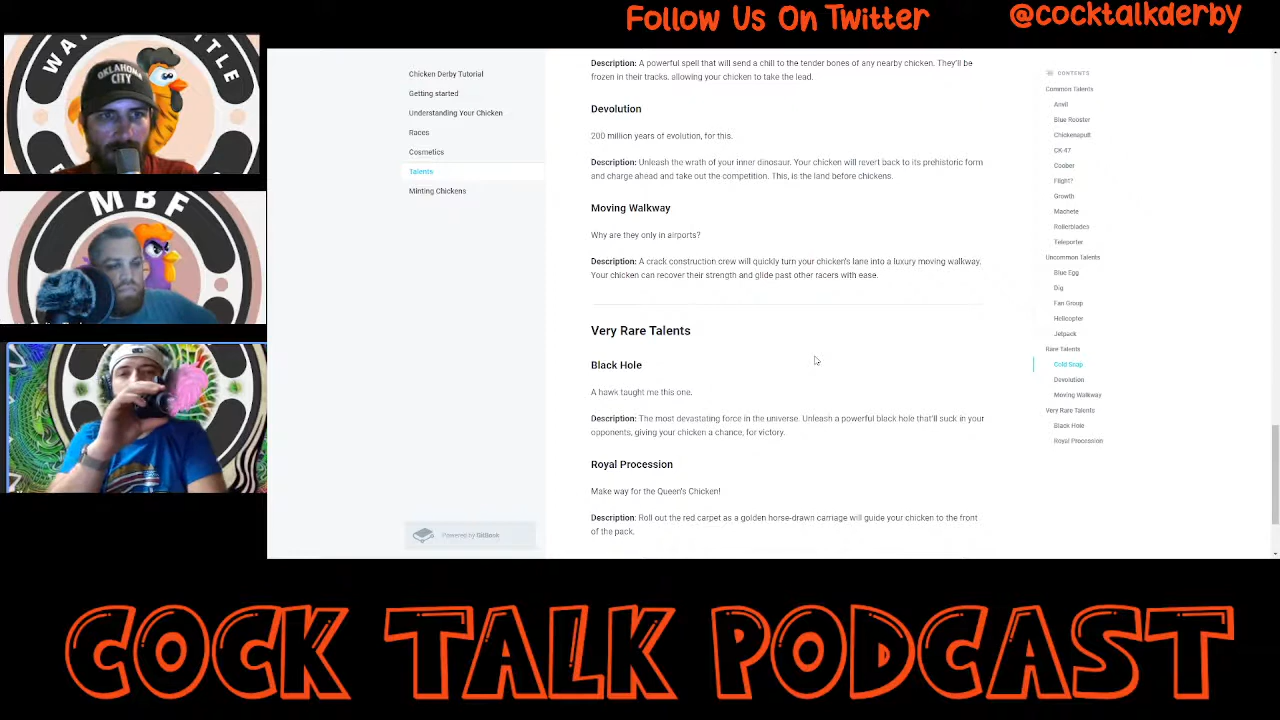 Follow Us On Twitter
@cocktalkderby
WA
TLE
OKLAHOMA
CITY
MBF
Chicken Derby Tutorial
Getting started
Understanding Your Chicken
Races
Cosmetics
Talents
Minting Chickens
Powered by GitBook
Description: A powerful spell that will send a chill to the tender bones of any nearby chicken. They'll be
frozen in their tracks, allowing your chicken to take the lead.
Devolution
200 million years of evolution, for this.
Description: Unleash the wrath of your inner dinosaur. Your chicken will revert back to its prehistoric form
and charge ahead and take out the competition. This, is the land before chickens.
Moving Walkway
Why are they only in airports?
Description: A crack construction crew will quickly turn your chicken's lane into a luxury moving walkway.
Your chicken can recover their strength and glide past other racers with ease.
Very Rare Talents
Black Hole
A hawk taught me this one.
Description: The most devastating force in the universe. Unleash a powerful black hole that'll suck in your
opponents, giving your chicken a chance, for victory.
Royal Procession
Make way for the Queen's Chicken!
Description: Roll out the red carpet as a golden horse-drawn carriage will guide your chicken to the front
of the pack.
CONTENTS
Common Talents
Anvil
Blue Rooster
Chickenapult
CK-47
Coober
Flight?
Growth
Machete
Rollerblades
Teleporter
Uncommon Talents
Blue Egg
Dig
Fan Group
Helicopter
Jetpack
Rare Talents
Cold Snap
Devolution
Moving Walkway
Very Rare Talents
Black Hole
Royal Procession
COCK TALK PODCAST